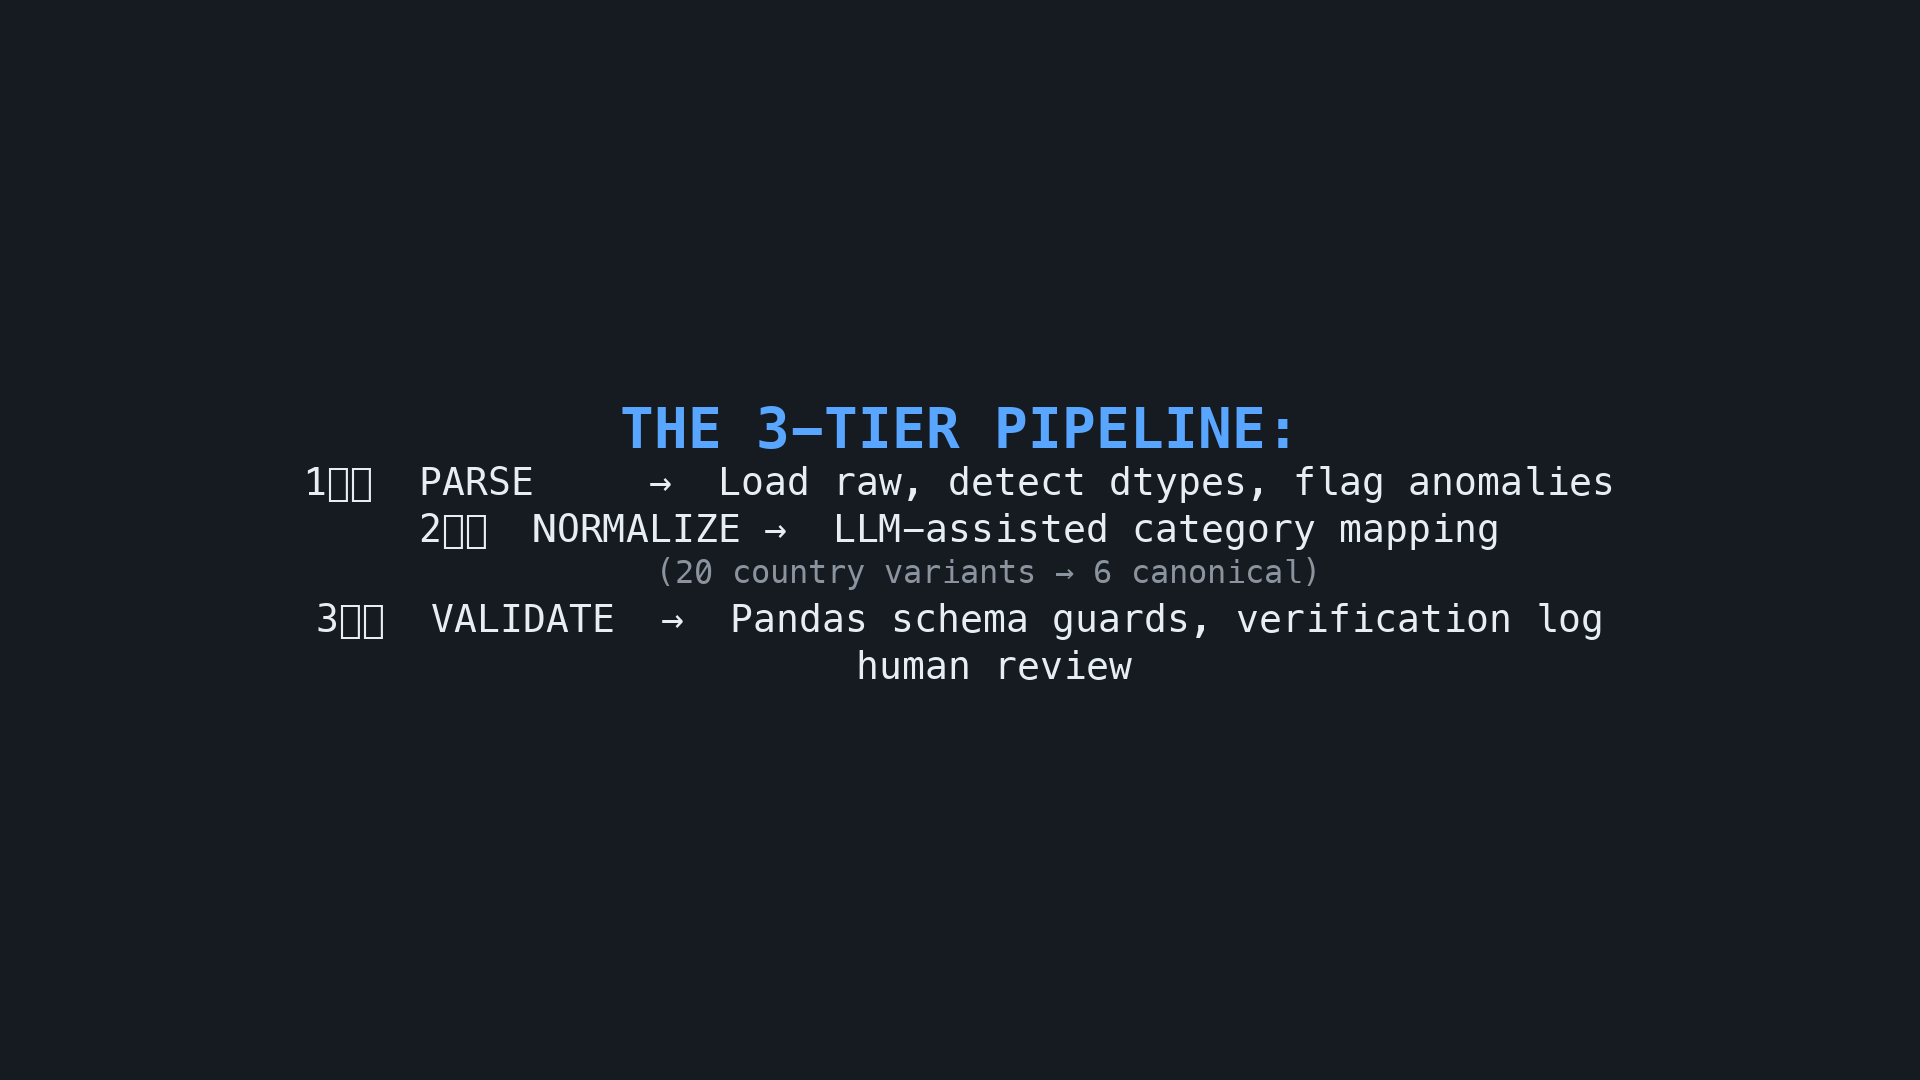 THE 3–TIER PIPELINE:
1□□  PARSE     →  Load raw, detect dtypes, flag anomalies
2□□  NORMALIZE →  LLM–assisted category mapping
(20 country variants → 6 canonical)
3□□  VALIDATE  →  Pandas schema guards, verification log
human review